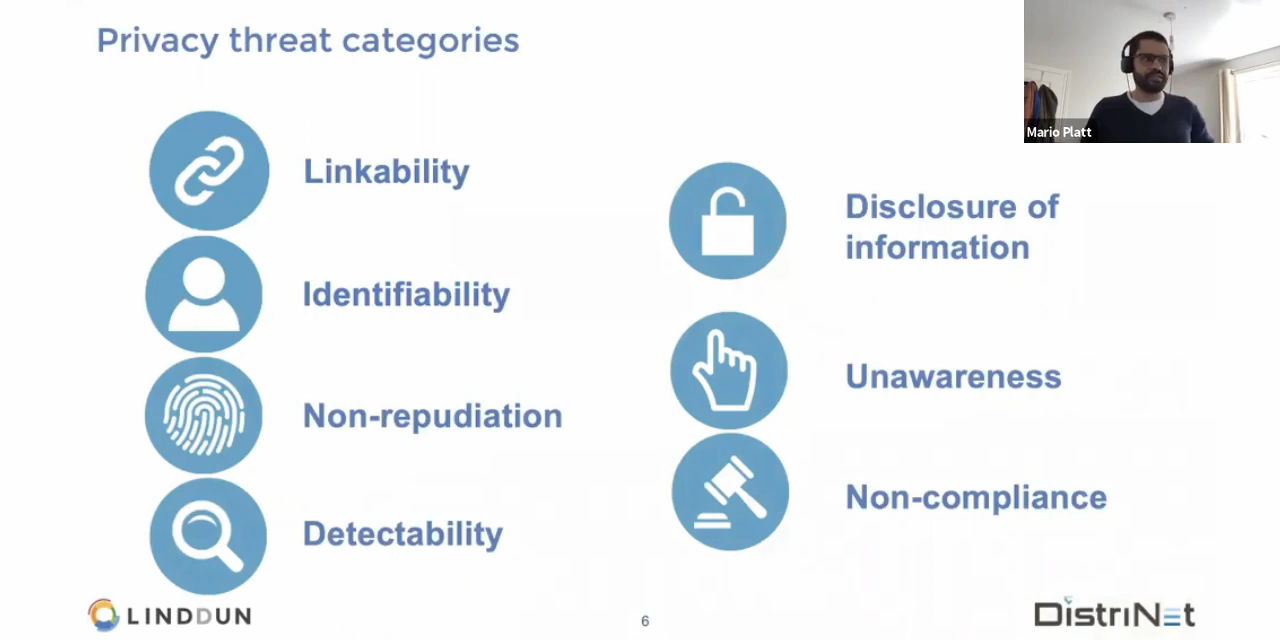 Privacy threat categories
Mario Platt
Linkability
Identifiability
Non-repudiation
Detectability
Disclosure of
information
Unawareness
Non-compliance
LINDDUN
6
DistriNet